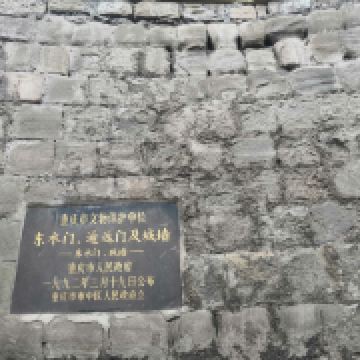 重庆市文物保护单位
东水门、通远门及城墙
—东水门、城墙—
重庆市人民政府
一九九二年三月十九日公布
重庆市市中区人民政府立